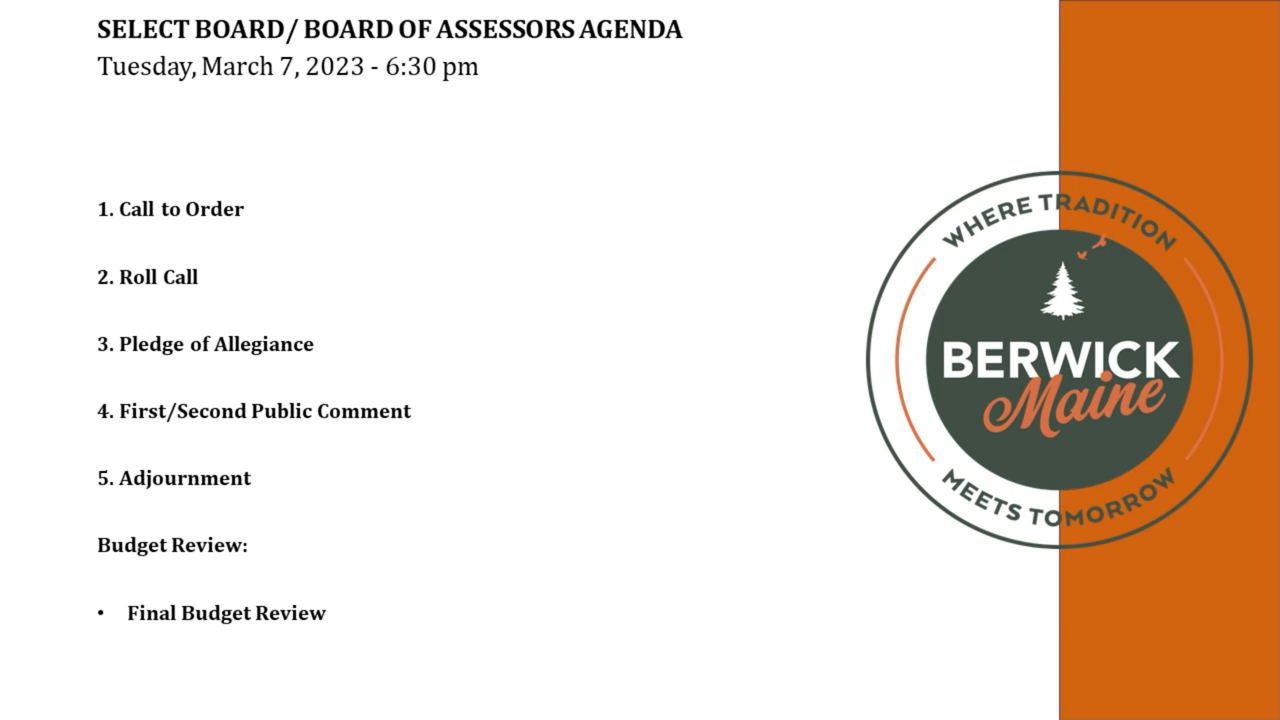 SELECT BOARD/ BOARD OF ASSESSORS AGENDA
Tuesday, March 7, 2023 - 6:30 pm
1. Call to Order
2. Roll Call
3. Pledge of Allegiance
4. First/Second Public Comment
5. Adjournment
Budget Review:
• Final Budget Review
WHERE TRADITION
BERWICK
Maine
MEETS TOMORROW